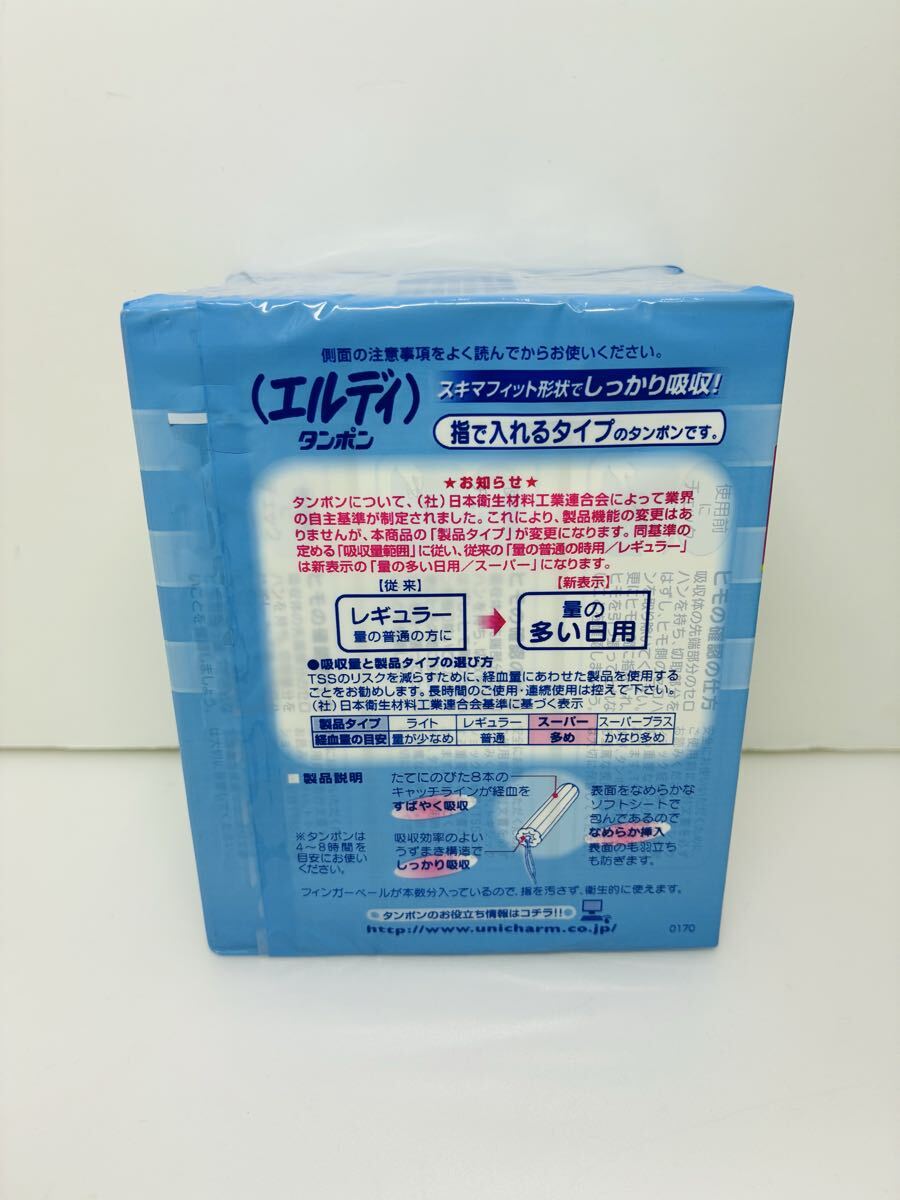 側面の注意事項をよく読んでからお使いください。
(エルディ)
タンポン
スキマフィット形状でしっかり吸収!
指で入れるタイプのタンポンです。
★お知らせ★
タンポンについて、(社)日本衛生材料工業連合会によって業界
の自主基準が制定されました。これにより、製品機能の変更はあ
りませんが、本商品の「製品タイプ」が変更になります。同基準の
定める「吸収量範囲」に従い、従来の「量の普通の時用/レギュラー」
は新表示の「量の多い日用/スーパー」になります。
【従来】
【新表示】
レギュラー
量の普通の方に
量の
多い日用
●吸収量と製品タイプの選び方
TSSのリスクを減らすために、経血量にあわせた製品を使用する
ことをお勧めします。長時間のご使用・連続使用は控えて下さい。
(社)日本衛生材料工業連合会基準に基づく表示
製品タイプ ライト レギュラー スーパー スーパープラス
経血量の目安 量が少なめ 普通 多め かなり多め
■製品説明
たてにのびた8本の
キャッチラインが経血を
すばやく吸収
表面をなめらかな
ソフトシートで
包んであるので
なめらか挿入
表面の毛羽立ち
も防ぎます。
※タンポンは
4〜8時間を
目安にお使い
ください。
吸収効率のよい
うずまき構造で
しっかり吸収
フィンガーペールが本数分入っているので、指を汚さず、衛生的に使えます。
タンポンのお役立ち情報はコチラ!!
http://www.unicharm.co.jp/
0170